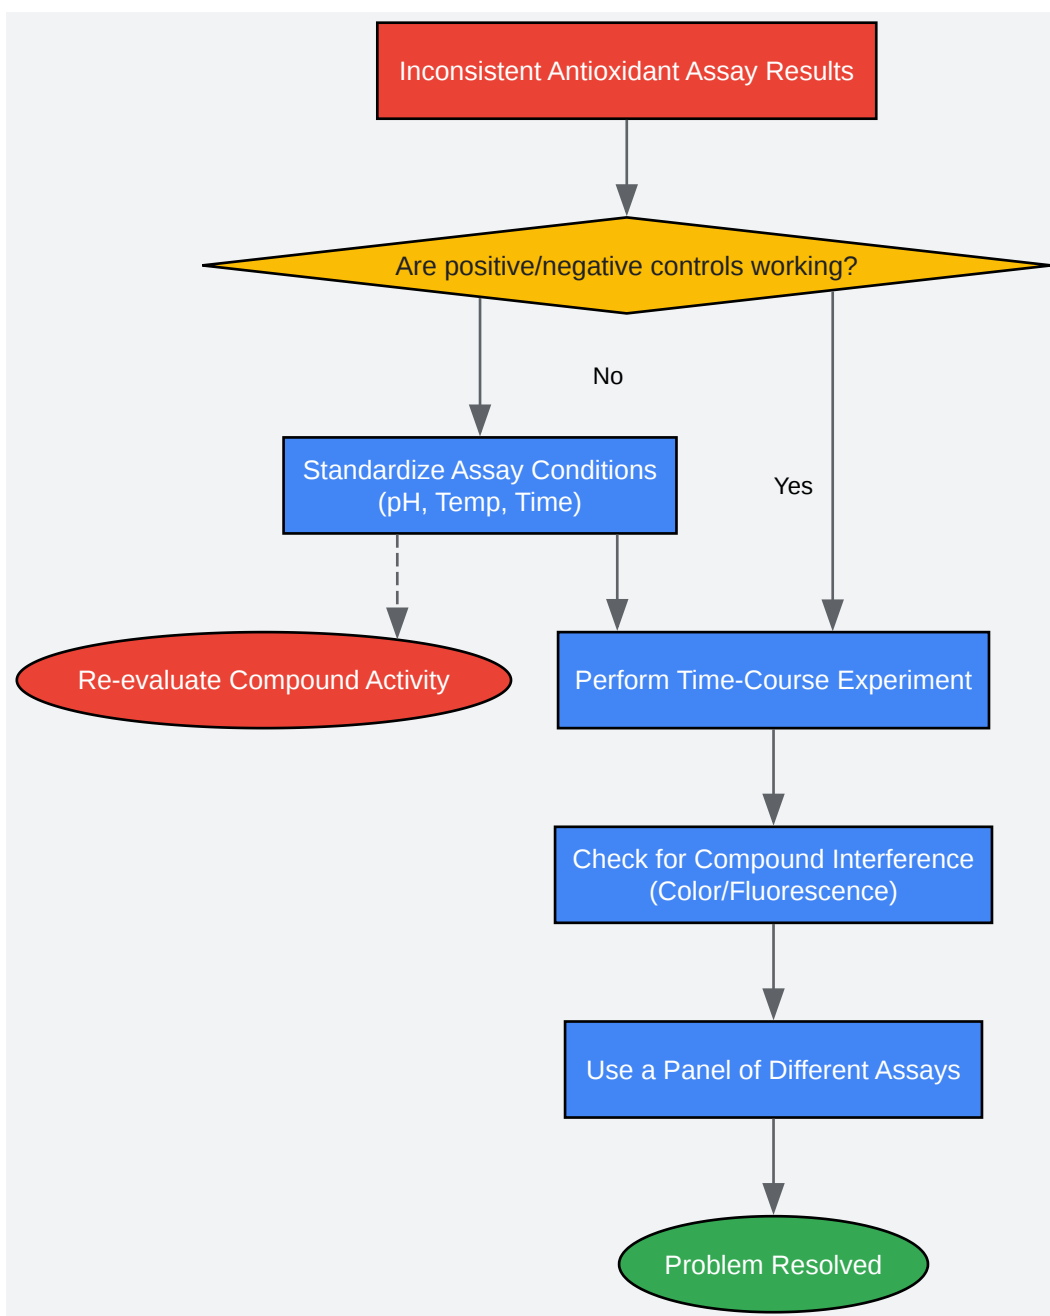 Inconsistent Antioxidant Assay Results
Are positive/negative controls working?
No
Standardize Assay Conditions
(pH, Temp, Time)
Yes
Re-evaluate Compound Activity
Perform Time-Course Experiment
Check for Compound Interference
(Color/Fluorescence)
Use a Panel of Different Assays
Problem Resolved